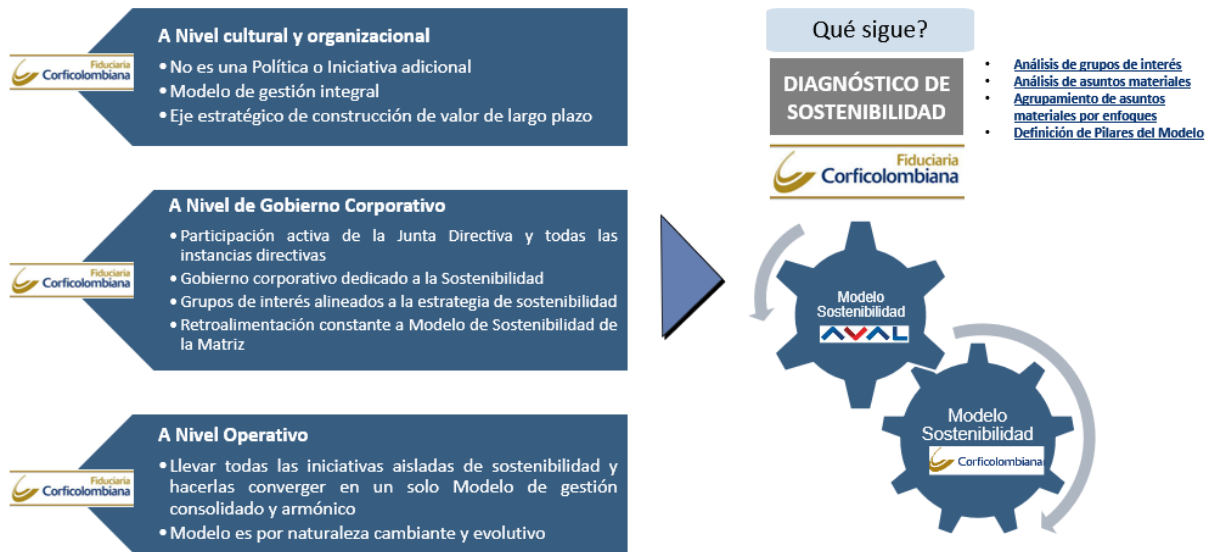 A Nivel cultural y organizacional
• No es una Política o Iniciativa adicional
• Modelo de gestión integral
• Eje estratégico de construcción de valor de largo plazo
Fiduciaria
Corficolombiana
A Nivel de Gobierno Corporativo
• Participación activa de la Junta Directiva y todas las
instancias directivas
• Gobierno corporativo dedicado a la Sostenibilidad
• Grupos de interés alineados a la estrategia de sostenibilidad
• Retroalimentación constante a Modelo de Sostenibilidad de
la Matriz
Fiduciaria
Corficolombiana
A Nivel Operativo
• Llevar todas las iniciativas aisladas de sostenibilidad y
hacerlas converger en un solo Modelo de gestión
consolidado y armónico
• Modelo es por naturaleza cambiante y evolutivo
Fiduciaria
Corficolombiana
Qué sigue?
DIAGNÓSTICO DE
SOSTENIBILIDAD
• Análisis de grupos de interés
• Análisis de asuntos materiales
• Agrupamiento de asuntos
materiales por enfoques
• Definición de Pilares del Modelo
Fiduciaria
Corficolombiana
Modelo
Sostenibilidad
AVAL
Modelo
Sostenibilidad
Corficolombiana